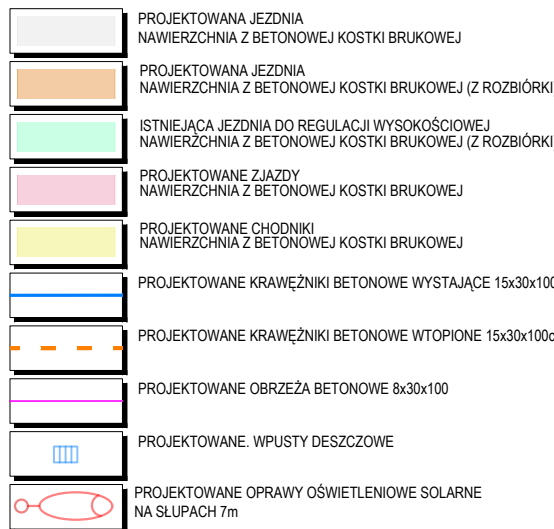 PROJEKTOWANA JEZDNIA
NAWIERZCHNIA Z BETONOWEJ KOSTKI BRUKOWEJ
PROJEKTOWANA JEZDNIA
NAWIERZCHNIA Z BETONOWEJ KOSTKI BRUKOWEJ (Z ROZBIÓRKI
ISTNIEJĄCA JEZDNIA DO REGULACJI WYSOKOŚCIOWEJ
NAWIERZCHNIA Z BETONOWEJ KOSTKI BRUKOWEJ (Z ROZBIÓRKI
PROJEKTOWANE ZJAZDY
NAWIERZCHNIA Z BETONOWEJ KOSTKI BRUKOWEJ
PROJEKTOWANE CHODNIKI
NAWIERZCHNIA Z BETONOWEJ KOSTKI BRUKOWEJ
PROJEKTOWANE KRAWĘŻNIKI BETONOWE WYSTAJĄCE 15x30x100
PROJEKTOWANE KRAWĘŻNIKI BETONOWE WTOPIONE 15x30x100c
PROJEKTOWANE OBRZEŻA BETONOWE 8x30x100
PROJEKTOWANE. WPUSTY DESZCZOWE
PROJEKTOWANE OPRAWY OŚWIETLENIOWE SOLARNE
NA SŁUPACH 7m